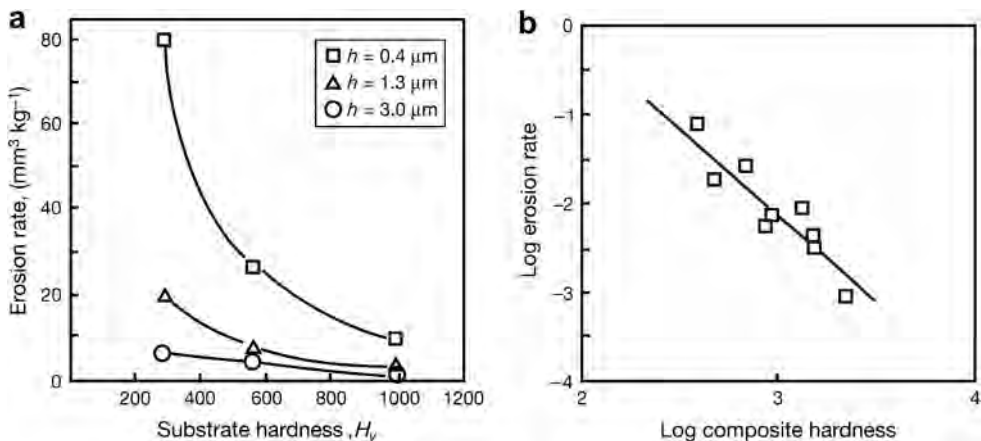 a
80
60
40
20
0
200
400
600
800
1000
1200
Erosion rate, (mm³ kg⁻¹)
Substrate hardness ,Hᵥ
h = 0.4 μm
h = 1.3 μm
h = 3.0 μm
b
0
−1
−2
−3
−4
2
3
4
Log erosion rate
Log composite hardness